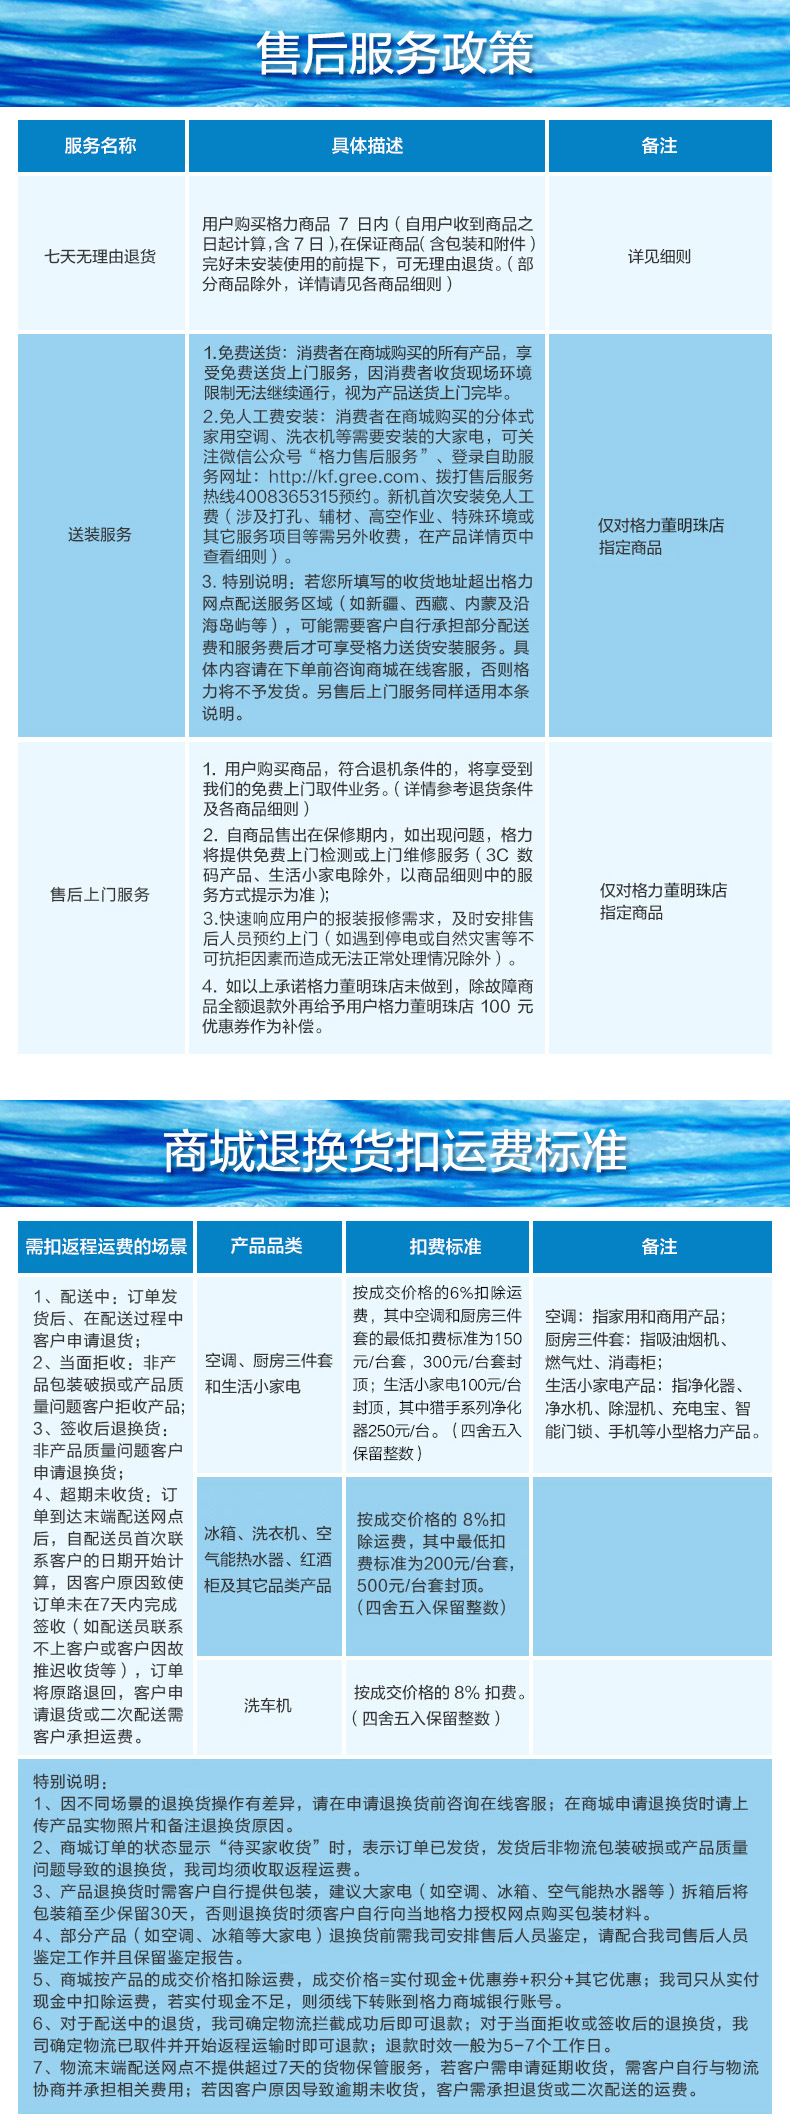 售后服务政策
服务名称
具体描述
备注
七天无理由退货
用户购买格力商品 7 日内（自用户收到商品之
日起计算，含 7 日），在保证商品（含包装和附件）
完好未安装使用的前提下，可无理由退货。（部
分商品除外，详情请见各商品细则）
详见细则
送装服务
1.免费送货：消费者在商城购买的所有产品，享
受免费送货上门服务，因消费者收货现场环境
限制无法继续通行，视为产品送货上门完毕。
2.免人工费安装：消费者在商城购买的分体式
家用空调、洗衣机等需要安装的大家电，可关
注微信公众号“格力售后服务”、登录自助服
务网址：http://kf.gree.com、拨打售后服务
热线4008365315预约。新机首次安装免人工
费（涉及打孔、辅材、高空作业、特殊环境或
其它服务项目等需另外收费，在产品详情页中
查看细则）。
3. 特别说明：若您所填写的收货地址超出格力
网点配送服务区域（如新疆、西藏、内蒙及沿
海岛屿等），可能需要客户自行承担部分配送
费和服务费后才可享受格力送货安装服务。具
体内容请在下单前咨询商城在线客服，否则格
力将不予发货。另售后上门服务同样适用本条
说明。
仅对格力董明珠店
指定商品
售后上门服务
1. 用户购买商品，符合退机条件的，将享受到
我们的免费上门取件业务。（详情参考退货条件
及各商品细则）
2. 自商品售出在保修期内，如出现问题，格力
将提供免费上门检测或上门维修服务（3C 数
码产品、生活小家电除外，以商品细则中的服
务方式提示为准）；
3.快速响应用户的报装报修需求，及时安排售
后人员预约上门（如遇到停电或自然灾害等不
可抗拒因素而造成无法正常处理情况除外）。
4. 如以上承诺格力董明珠店未做到，除故障商
品全额退款外再给予用户格力董明珠店 100 元
优惠券作为补偿。
仅对格力董明珠店
指定商品
商城退换货扣运费标准
需扣返程运费的场景
产品品类
扣费标准
备注
1、配送中：订单发
货后、在配送过程中
客户申请退货；
2、当面拒收：非产
品包装破损或产品质
量问题客户拒收产品；
3、签收后退换货：
非产品质量问题客户
申请退换货；
4、超期未收货：订
单到达末端配送网点
后，自配送员首次联
系客户的日期开始计
算，因客户原因致使
订单未在7天内完成
签收（如配送员联系
不上客户或客户因故
推迟收货等），订单
将原路退回，客户申
请退货或二次配送需
客户承担运费。
空调、厨房三件套
和生活小家电
按成交价格的6%扣除运
费，其中空调和厨房三件
套的最低扣费标准为150
元/台套，300元/台套封
顶；生活小家电100元/台
封顶，其中猎手系列净化
器250元/台。（四舍五入
保留整数）
空调：指家用和商用产品；
厨房三件套：指吸油烟机、
燃气灶、消毒柜；
生活小家电产品：指净化器、
净水机、除湿机、充电宝、智
能门锁、手机等小型格力产品。
冰箱、洗衣机、空
气能热水器、红酒
柜及其它品类产品
按成交价格的 8%扣
除运费，其中最低扣
费标准为200元/台套，
500元/台套封顶。
（四舍五入保留整数）
洗车机
按成交价格的 8% 扣费。
（四舍五入保留整数）
特别说明：
1、因不同场景的退换货操作有差异，请在申请退换货前咨询在线客服；在商城申请退换货时请上
传产品实物照片和备注退换货原因。
2、商城订单的状态显示“待买家收货”时，表示订单已发货，发货后非物流包装破损或产品质量
问题导致的退换货，我司均须收取返程运费。
3、产品退换货时需客户自行提供包装，建议大家电（如空调、冰箱、空气能热水器等）拆箱后将
包装箱至少保留30天，否则退换货时须客户自行向当地格力授权网点购买包装材料。
4、部分产品（如空调、冰箱等大家电）退换货前需我司安排售后人员鉴定，请配合我司售后人员
鉴定工作并且保留鉴定报告。
5、商城按产品的成交价格扣除运费，成交价格=实付现金+优惠券+积分+其它优惠；我司只从实付
现金中扣除运费，若实付现金不足，则须线下转账到格力商城银行账号。
6、对于配送中的退货，我司确定物流拦截成功后即可退款；对于当面拒收或签收后的退换货，我
司确定物流已取件并开始返程运输时即可退款；退款时效一般为5-7个工作日。
7、物流末端配送网点不提供超过7天的货物保管服务，若客户需申请延期收货，需客户自行与物流
协商并承担相关费用；若因客户原因导致逾期未收货，客户需承担退货或二次配送的运费。